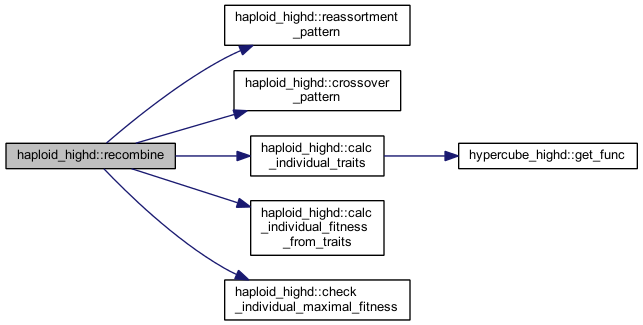 haploid_highd::reassortment
_pattern
haploid_highd::crossover
_pattern
haploid_highd::recombine
haploid_highd::calc
_individual_traits
hypercube_highd::get_func
haploid_highd::calc
_individual_fitness
_from_traits
haploid_highd::check
_individual_maximal_fitness